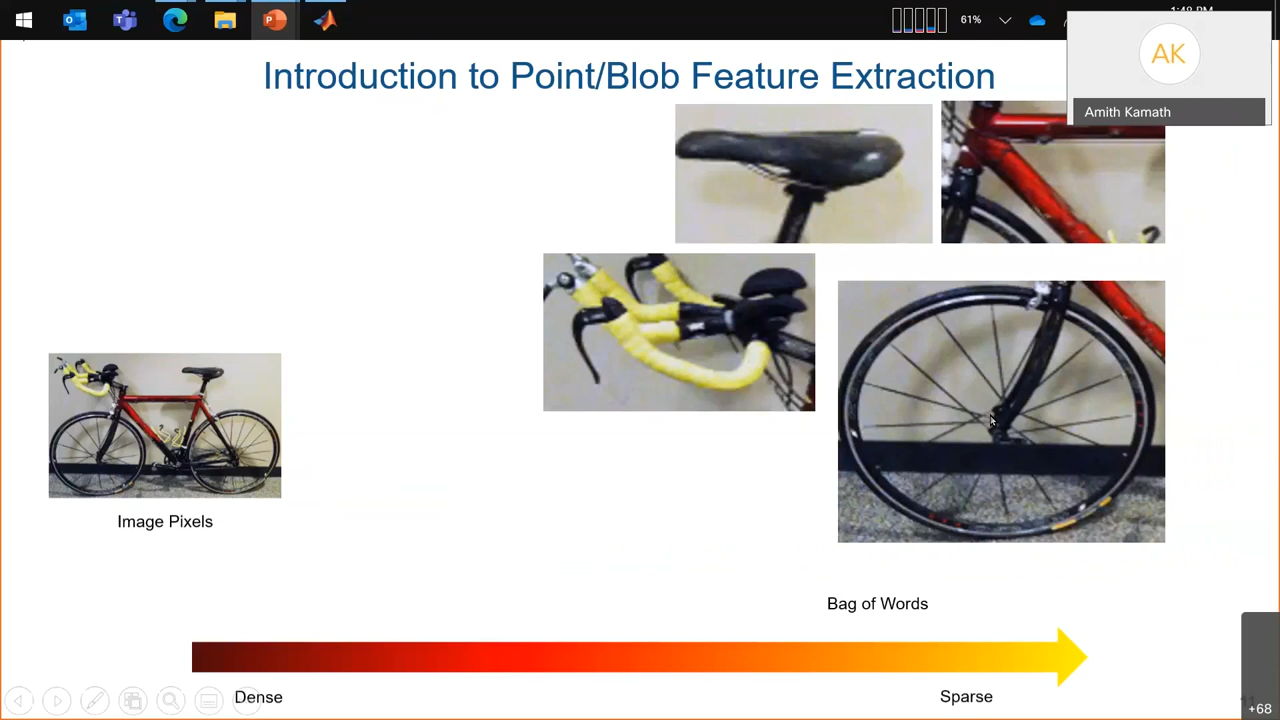 61%
AK
Amith Kamath
Introduction to Point/Blob Feature Extraction
Image Pixels
Bag of Words
Dense
Sparse
+68